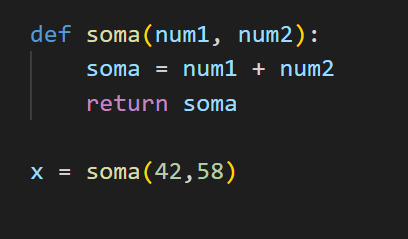 def soma(num1, num2):
    soma = num1 + num2
    return soma
x = soma(42,58)